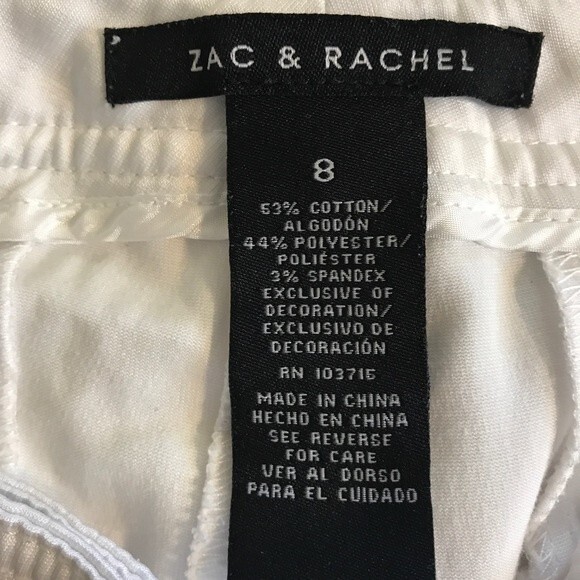 ZAC & RACHEL
8
53% COTTON/
ALGODÓN
44% POLYESTER/
POLIÉSTER
3% SPANDEX
EXCLUSIVE OF
DECORATION/
EXCLUSIVO DE
DECORACIÓN
RN 103715
MADE IN CHINA
HECHO EN CHINA
SEE REVERSE
FOR CARE
VER AL DORSO
PARA EL CUIDADO